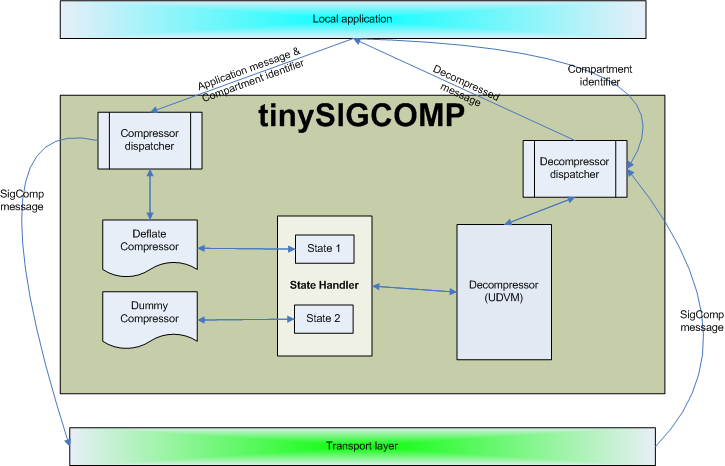 Local application
Application message &
Compartment identifier
Decompressed
message
Compartment
identifier
tinySIGCOMP
Compressor
dispatcher
Decompressor
dispatcher
SigComp
message
Deflate
Compressor
State 1
State Handler
Decompressor
(UDVM)
Dummy
Compressor
State 2
SigComp
message
Transport layer